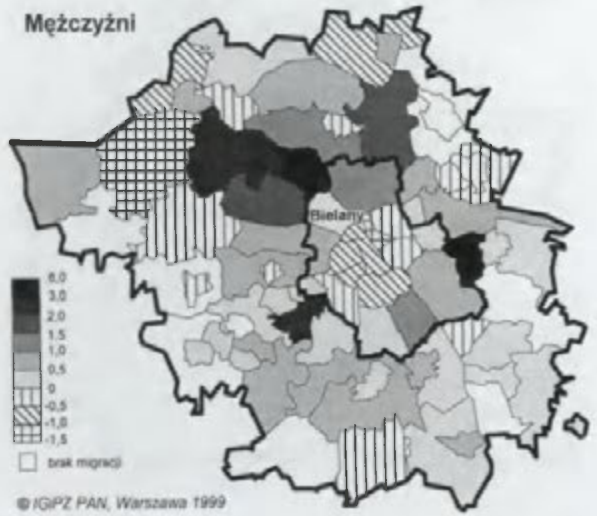 Mężczyźni
Bielany
6,0
3,0
2,0
1,5
1,0
0,5
0
-0,5
-1,0
-1,5
brak migracji
© IGiPZ PAN, Warszawa 1999